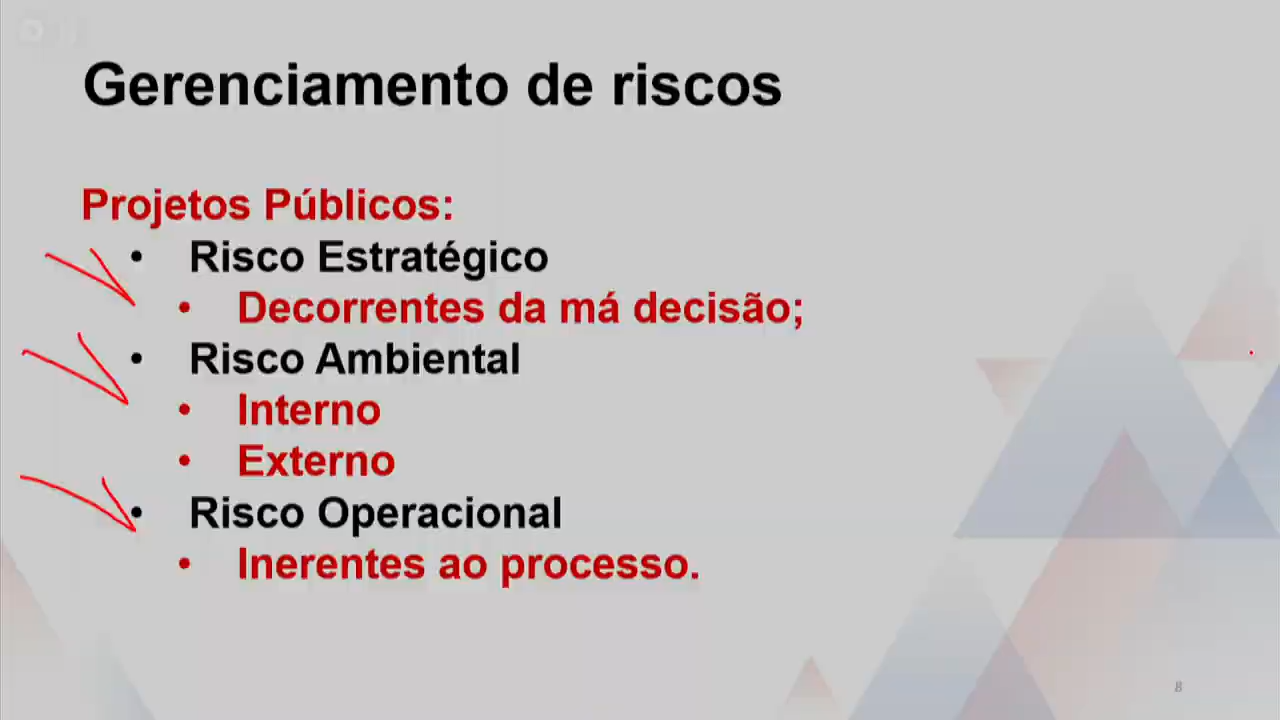 Gerenciamento de riscos
Projetos Públicos:
• Risco Estratégico
• Decorrentes da má decisão;
• Risco Ambiental
• Interno
• Externo
• Risco Operacional
• Inerentes ao processo.
8